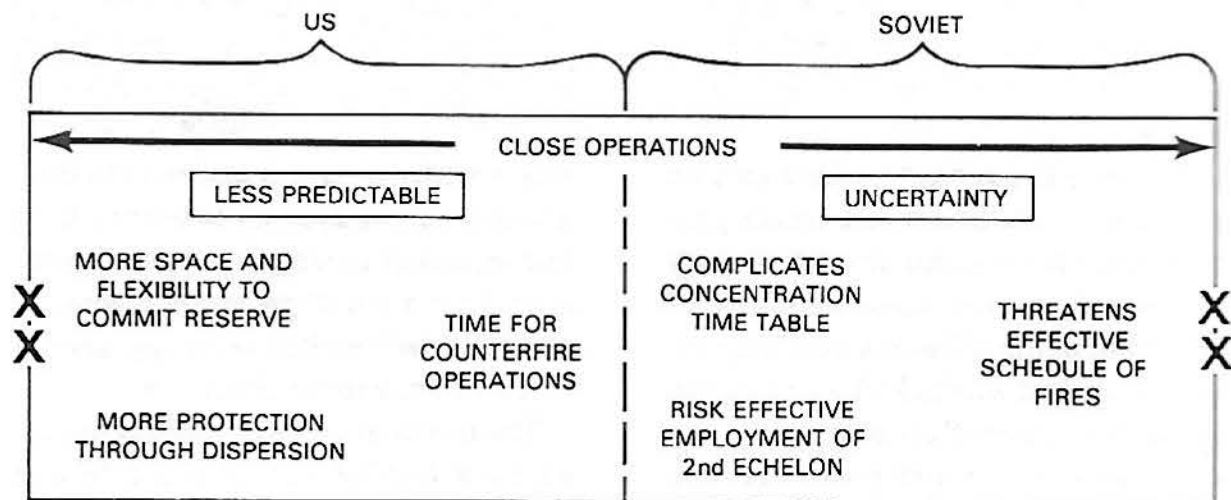 US
SOVIET
CLOSE OPERATIONS
LESS PREDICTABLE
UNCERTAINTY
MORE SPACE AND
FLEXIBILITY TO
COMMIT RESERVE
TIME FOR
COUNTERFIRE
OPERATIONS
MORE PROTECTION
THROUGH DISPERSION
COMPLICATES
CONCENTRATION
TIME TABLE
THREATENS
EFFECTIVE
SCHEDULE OF
FIRES
RISK EFFECTIVE
EMPLOYMENT OF
2nd ECHELON
X
X
X
X